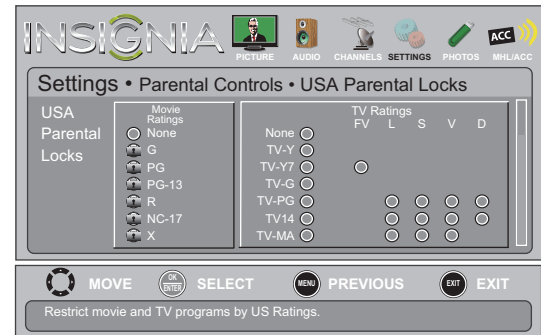 INSIGNIA
PICTURE AUDIO CHANNELS SETTINGS PHOTOS MHL/ACC
ACC
Settings • Parental Controls • USA Parental Locks
USA
Parental
Locks
Movie
Ratings
None
G
PG
PG-13
R
NC-17
X
TV Ratings
FV L S V D
None
TV-Y
TV-Y7
TV-G
TV-PG
TV14
TV-MA
MOVE OK ENTER SELECT MENU PREVIOUS EXIT EXIT
Restrict movie and TV programs by US Ratings.